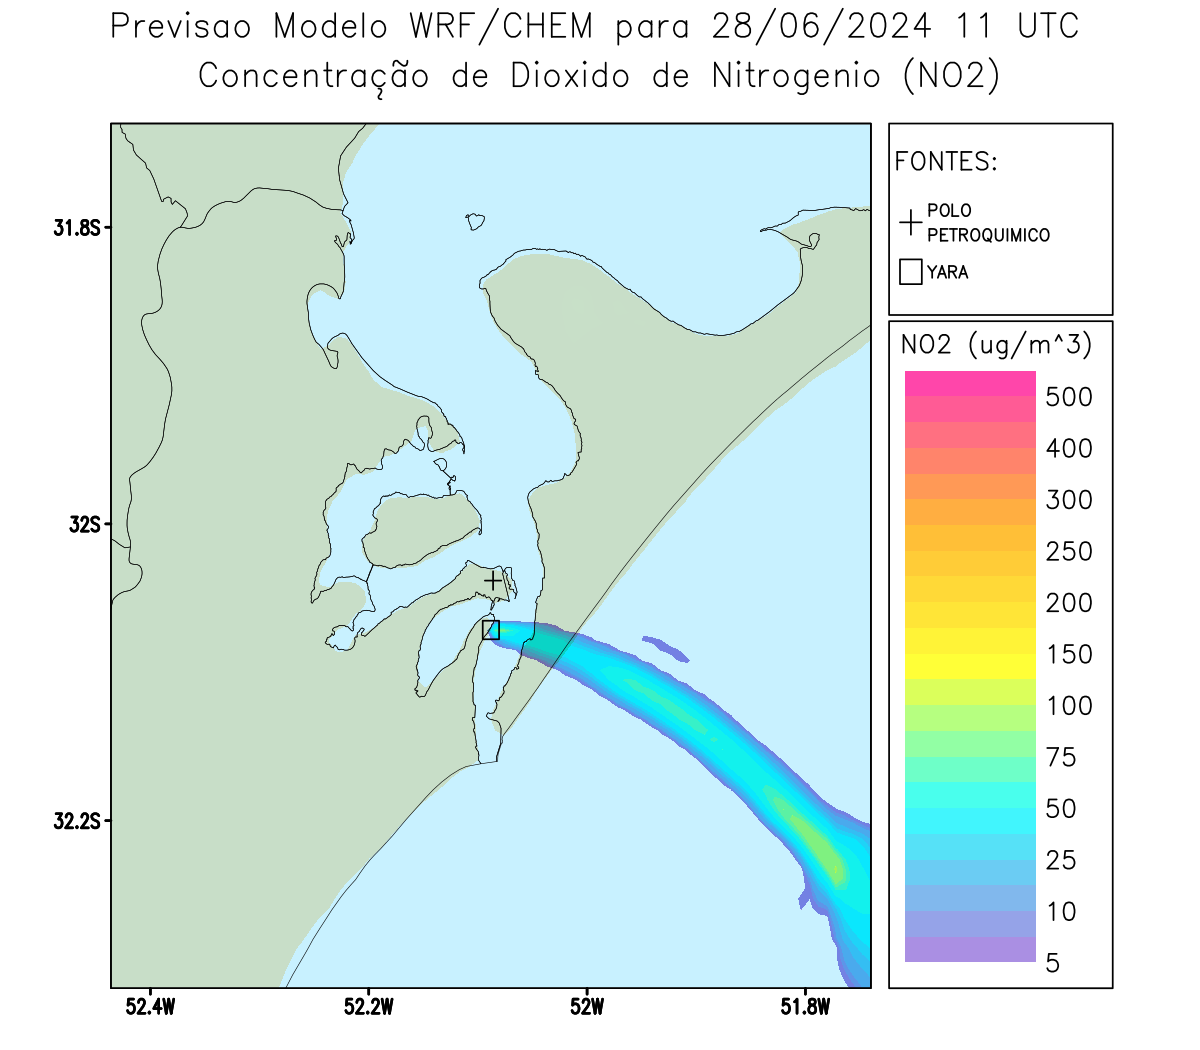 Previsao Modelo WRF/CHEM para 28/06/2024 11 UTC
Concentração de Dioxido de Nitrogenio (NO2)
FONTES:
POLO
PETROQUIMICO
YARA
NO2 (ug/m^3)
500
400
300
250
200
150
100
75
50
25
10
5
31.8S
32S
32.2S
52.4W
52.2W
52W
51.8W